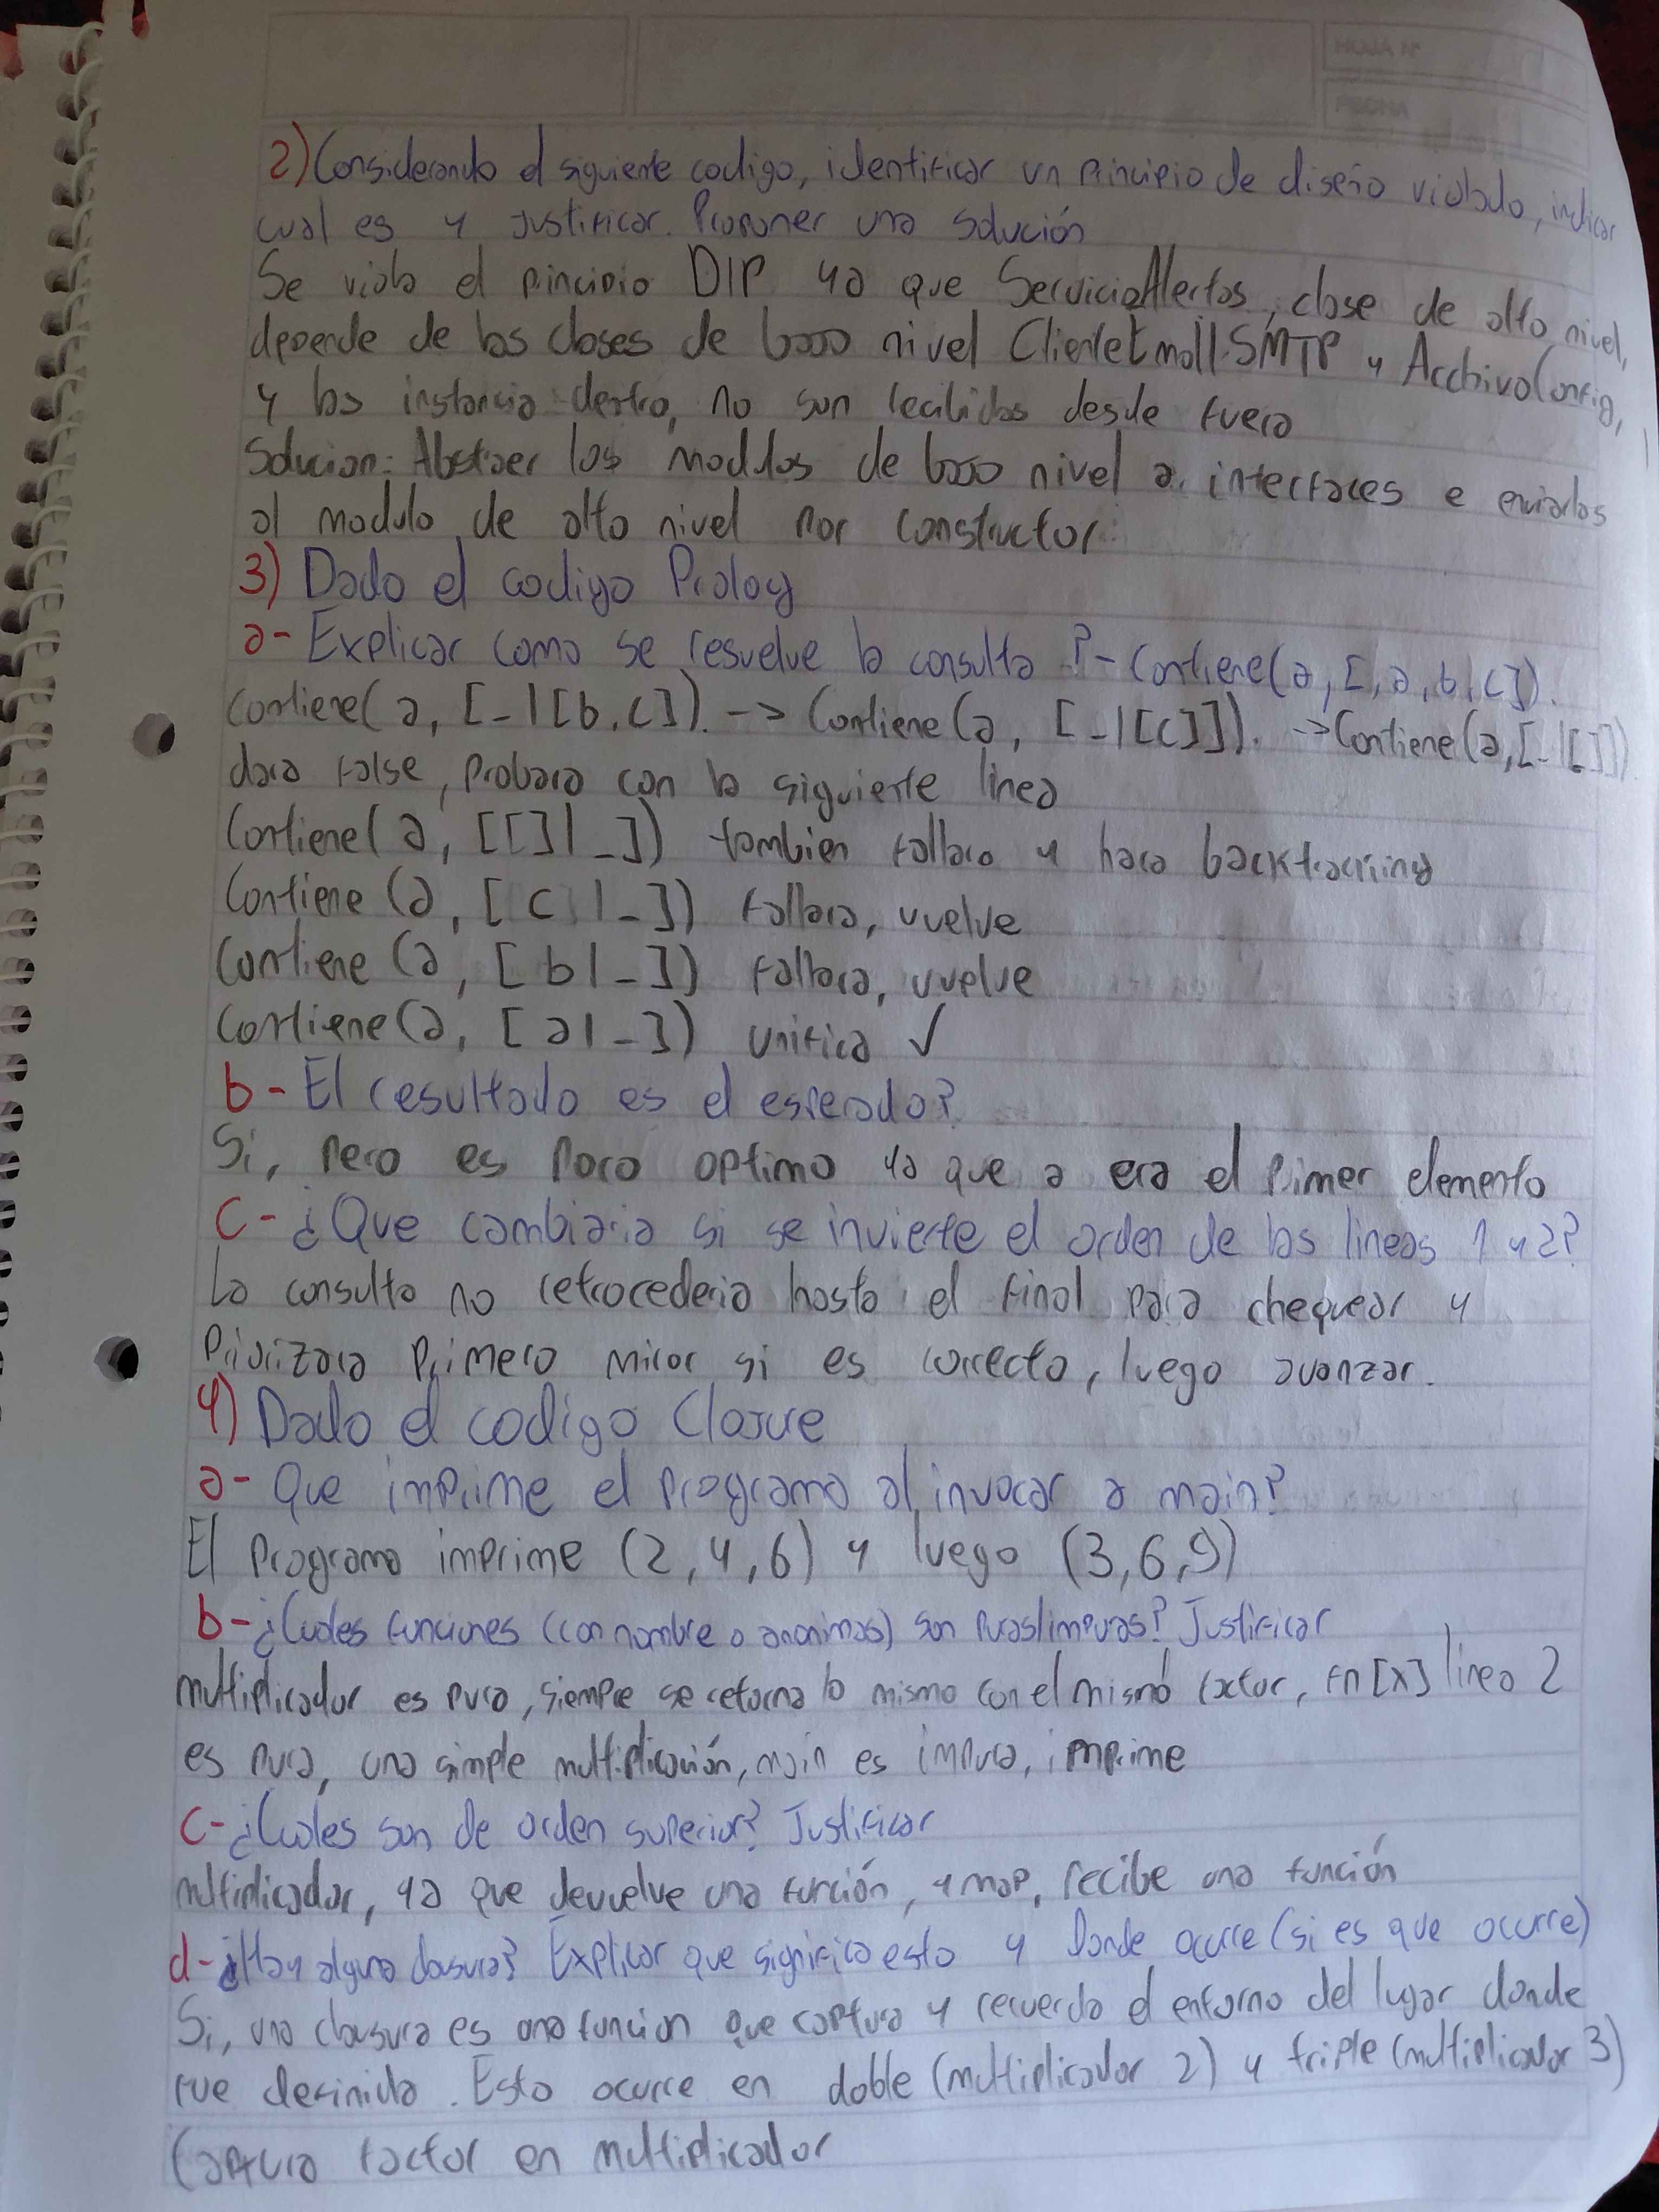 HOJA N°
FECHA
2) Considerando el siguiente codigo, identificar un principio de diseño violado, indicar
cual es y justificar. Proponer una solución
Se viola el principio DIP ya que ServicioAlertas, clase de alto nivel,
depende de las clases de bajo nivel ClienteEmailSMTP y ArchivoConfig,
y las instancia dentro, no son recibidas desde fuera
Solucion: Abstraer los modulos de bajo nivel a interfaces e enviarlas
al modulo de alto nivel por constructor.
3) Dado el codigo Prolog
a- Explicar como se resuelve la consulta ?- Contiene(a, [,a,b,c]).
Contiene(a, [_|[b,c]). -> Contiene(a, [_|[c]]). ->Contiene(a,[_|[]])
dara false, probara con la siguiente linea
Contiene(a, [[]|_]) tambien fallara y hara backtracking
Contiene (a, [c|_]) fallara, vuelve
Contiene (a, [b|_]) fallara, vuelve
Contiene(a, [a|_]) unifica ✓
b- El resultado es el esperado?
Si, pero es poco optimo ya que a era el primer elemento
c- ¿Que cambiaria si se invierte el orden de las lineas 1 y 2?
La consulta no retrocederia hasta el final para chequear y
Priorizara primero mirar si es correcto, luego avanzar.
4) Dado el codigo Clojure
a- Que imprime el programa al invocar a main?
El programa imprime (2,4,6) y luego (3,6,9)
b- ¿Cuales funciones (con nombre o anonimas) son puras/impuras? Justificar
multiplicador es pura, siempre se retorna lo mismo con el mismo factor, fn[x] linea 2
es pura, una simple multiplicación, main es impura, imprime
c- ¿Cuales son de orden superior? Justificar
multiplicador, ya que devuelve una función, y map, recibe una función
d- ¿Hay alguna clausura? Explicar que significa esto y donde ocurre (si es que ocurre)
Si, una clausura es una funcion que captura y recuerda el entorno del lugar donde
fue definida. Esto ocurre en doble (multiplicador 2) y triple (multiplicador 3)
Captura factor en multiplicador